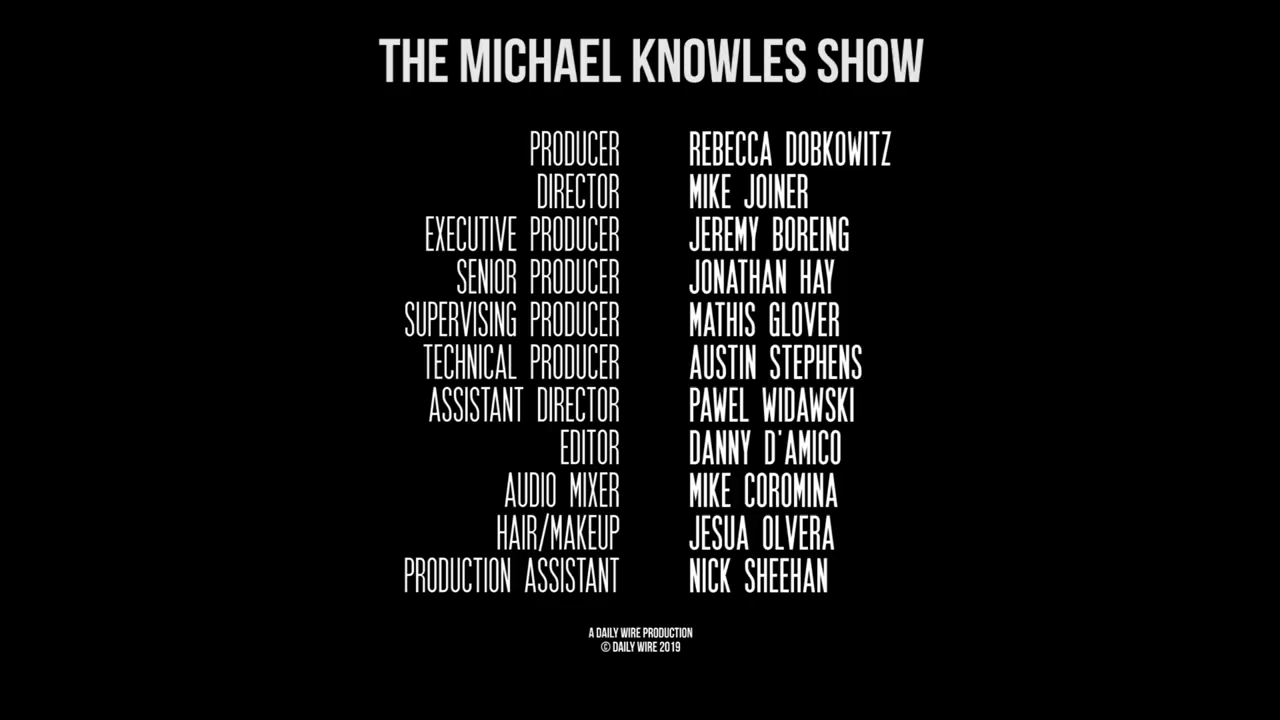 THE MICHAEL KNOWLES SHOW
PRODUCER REBECCA DOBKOWITZ
DIRECTOR MIKE JOINER
EXECUTIVE PRODUCER JEREMY BOREING
SENIOR PRODUCER JONATHAN HAY
SUPERVISING PRODUCER MATHIS GLOVER
TECHNICAL PRODUCER AUSTIN STEPHENS
ASSISTANT DIRECTOR PAWEL WIDAWSKI
EDITOR DANNY D'AMICO
AUDIO MIXER MIKE COROMINA
HAIR/MAKEUP JESUA OLVERA
PRODUCTION ASSISTANT NICK SHEEHAN
A DAILY WIRE PRODUCTION
© DAILY WIRE 2019